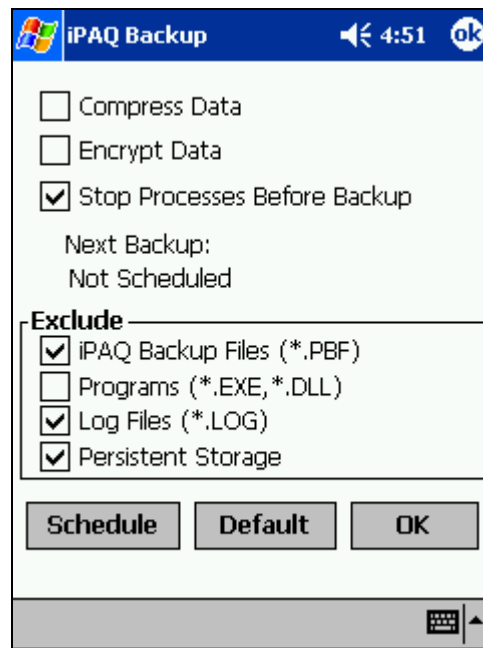 iPAQ Backup 4:51 ok
Compress Data
Encrypt Data
Stop Processes Before Backup
Next Backup:
Not Scheduled
Exclude
iPAQ Backup Files (*.PBF)
Programs (*.EXE,*.DLL)
Log Files (*.LOG)
Persistent Storage
Schedule Default OK